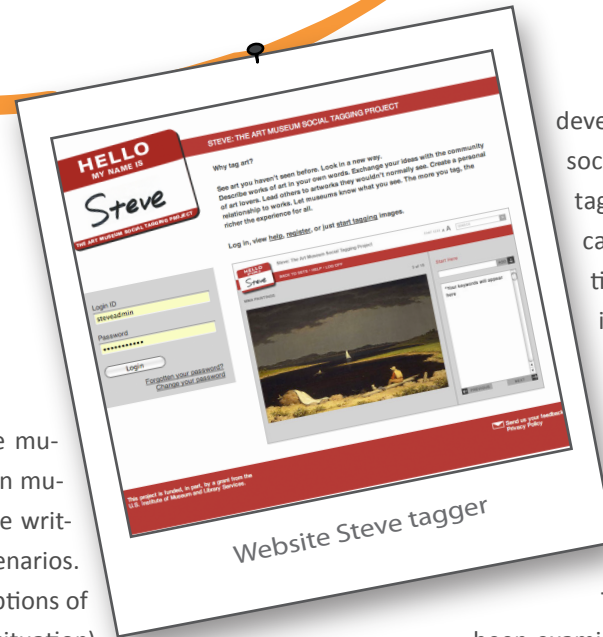 HELLO
MY NAME IS
Steve
THE ART MUSEUM SOCIAL TAGGING PROJECT
STEVE: THE ART MUSEUM SOCIAL TAGGING PROJECT
Why tag art?
See art you haven't seen before. Look in a new way.
Describe works of art in your own words. Exchange your ideas with the community
of art lovers. Lead others to artworks they wouldn't normally see. Create a personal
relationship to works. Let museums know what you see. The more you tag, the
richer the experience for all.
Log in, view help, register, or just start tagging images.
Login ID
steveadmin
Password
Login
Forgotten your password?
Change your password
HELLO
Steve
Steve: The Art Museum Social Tagging Project
Start Here
*Your keywords will appear
here
PREVIOUS
NEXT
This project is funded, in part, by a grant from the
U.S. Institute of Museum and Library Services.
Send us your feedback
Privacy Policy
Website Steve tagger
e mu-
n mu-
e writ-
enarios.
otions of
situation)
deve
soci
tag
ca
ti
i
been exami